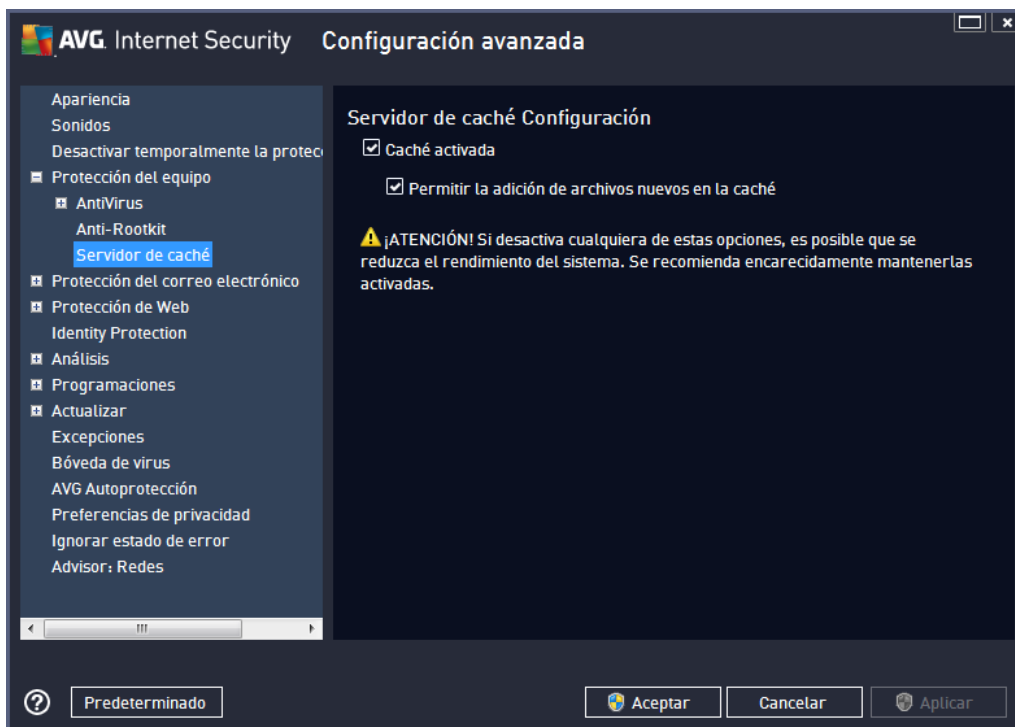 AVG. Internet Security Configuración avanzada
Apariencia
Sonidos
Desactivar temporalmente la protec
Protección del equipo
AntiVirus
Anti-Rootkit
Servidor de caché
Protección del correo electrónico
Protección de Web
Identity Protection
Análisis
Programaciones
Actualizar
Excepciones
Bóveda de virus
AVG Autoprotección
Preferencias de privacidad
Ignorar estado de error
Advisor: Redes
Servidor de caché Configuración
Caché activada
Permitir la adición de archivos nuevos en la caché
¡ATENCIÓN! Si desactiva cualquiera de estas opciones, es posible que se
reduzca el rendimiento del sistema. Se recomienda encarecidamente mantenerlas
activadas.
? Predeterminado Aceptar Cancelar Aplicar